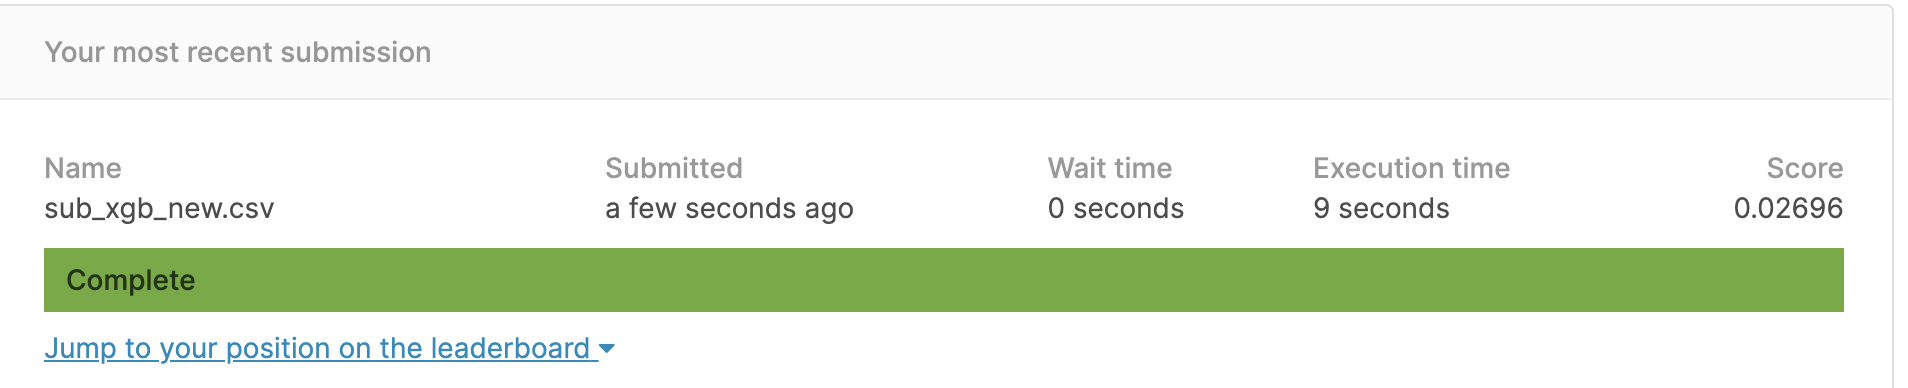 Your most recent submission
Name Submitted Wait time Execution time Score
sub_xgb_new.csv a few seconds ago 0 seconds 9 seconds 0.02696
Complete
Jump to your position on the leaderboard